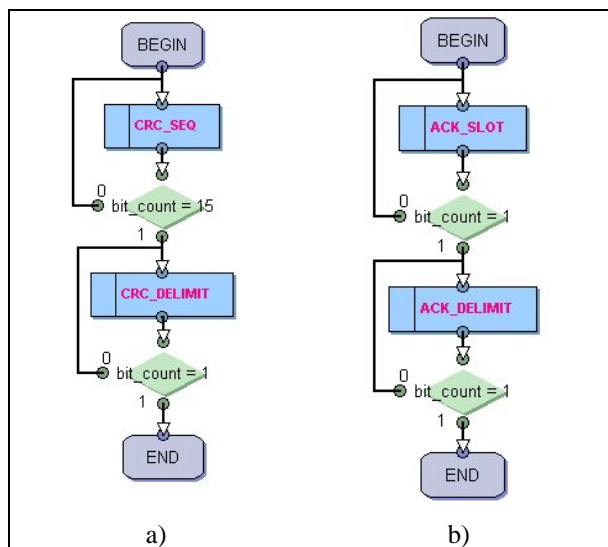 BEGIN
CRC_SEQ
0
bit_count = 15
1
CRC_DELIMIT
0
bit_count = 1
1
END
a)
BEGIN
ACK_SLOT
0
bit_count = 1
1
ACK_DELIMIT
0
bit_count = 1
1
END
b)